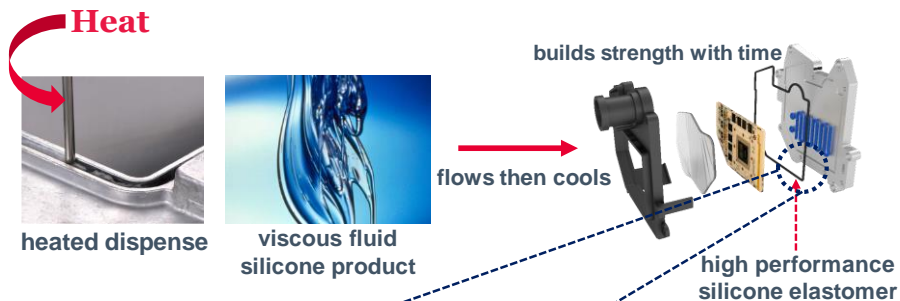 Heat
builds strength with time
flows then cools
heated dispense
viscous fluid
silicone product
high performance
silicone elastomer